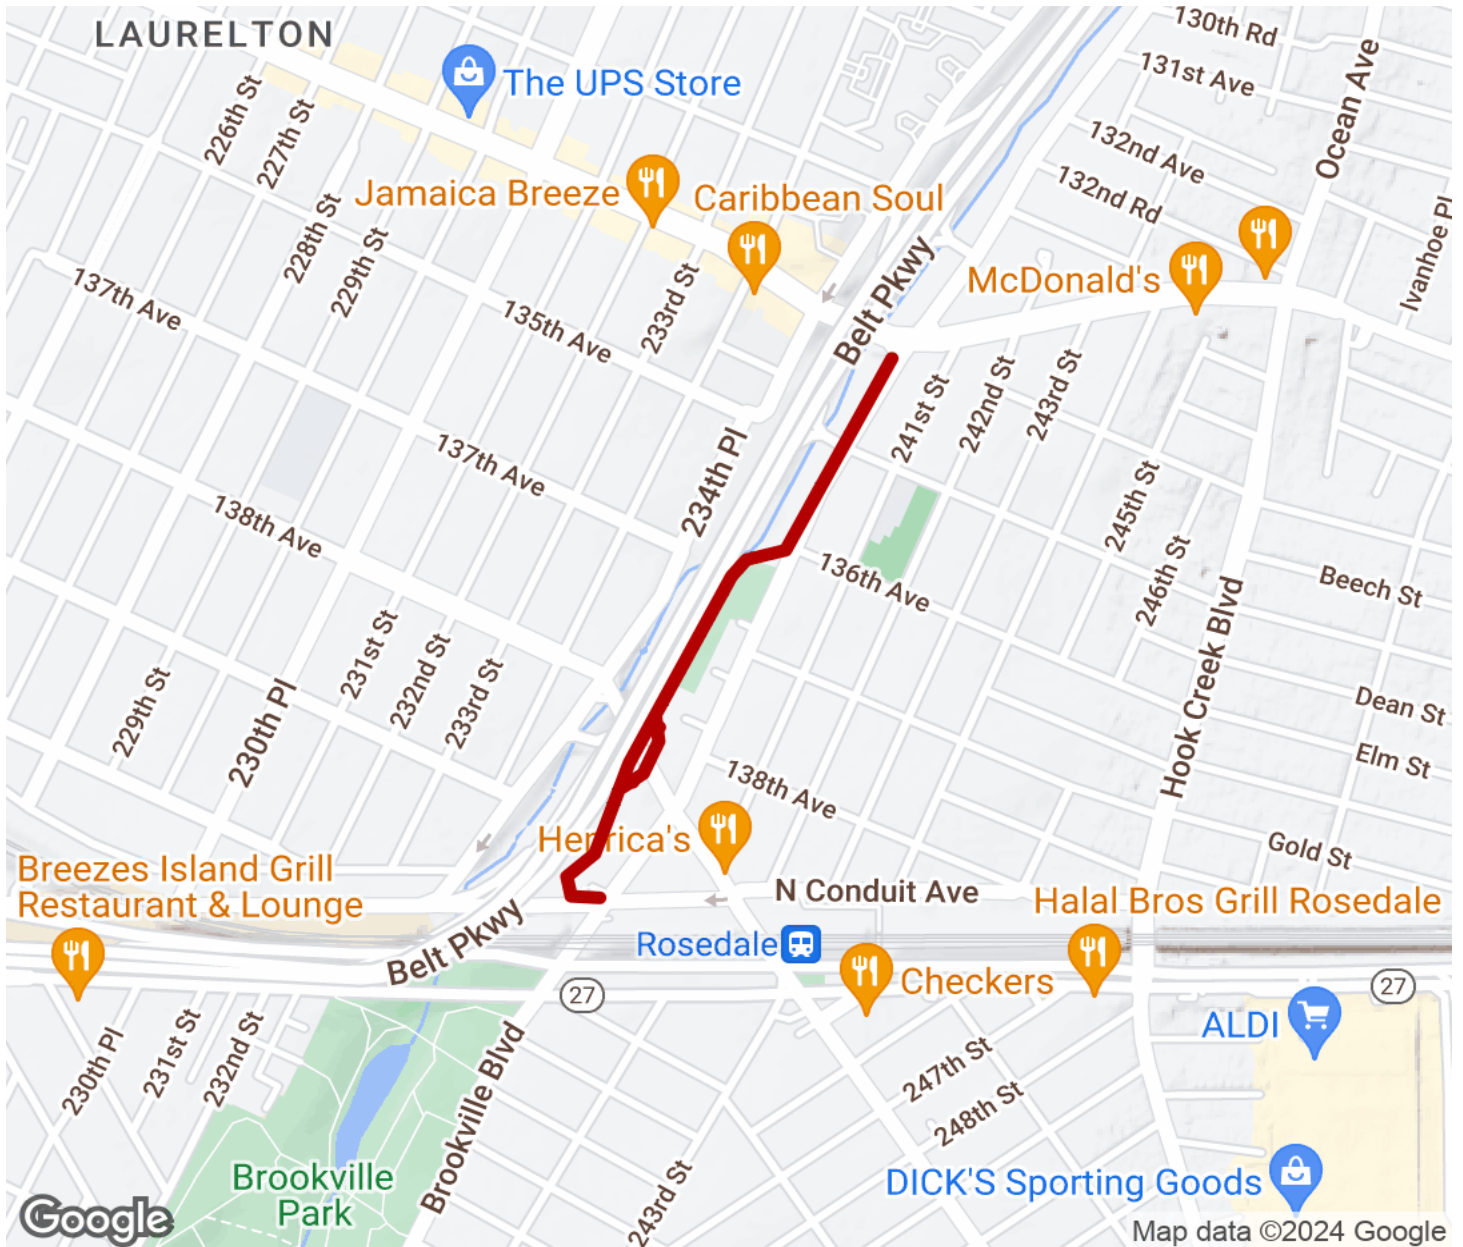 LAURELTON
130th Rd
131st Ave
Ocean Ave
The UPS Store
226th St
227th St
132nd Ave
132nd Rd
Jamaica Breeze
Caribbean Soul
228th St
229th St
Ivanhoe Pl
137th Ave
135th Ave
233rd St
Belt Pkwy
McDonald's
241st St
242nd St
243rd St
137th Ave
234th Pl
138th Ave
245th St
246th St
136th Ave
Beech St
Hook Creek Blvd
231st St
232nd St
233rd St
229th St
230th Pl
Dean St
Elm St
138th Ave
Henrica's
Gold St
Breezes Island Grill
Restaurant & Lounge
N Conduit Ave
Halal Bros Grill Rosedale
Belt Pkwy
Rosedale
Checkers
27
27
ALDI
230th Pl
231st St
232nd St
Brookville Blvd
247th St
248th St
Brookville
Park
243rd St
DICK'S Sporting Goods
Google
Map data ©2024 Google